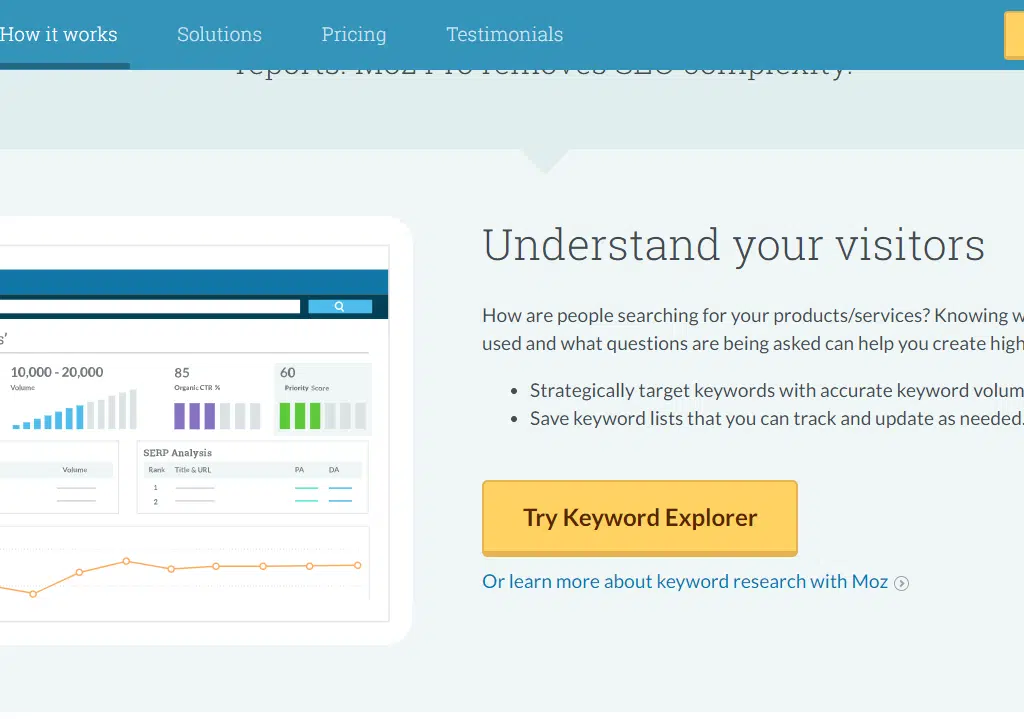 How it works
Solutions
Pricing
Testimonials
reports. Moz Pro removes SEO complexity.
Understand your visitors
How are people searching for your products/services? Knowing
used and what questions are being asked can help you create high
Strategically target keywords with accurate keyword volum
Save keyword lists that you can track and update as needed.
Try Keyword Explorer
Or learn more about keyword research with Moz
10,000 - 20,000
Volume
85
Organic CTR %
60
Priority Score
Volume
SERP Analysis
Rank Title & URL PA DA
1
2